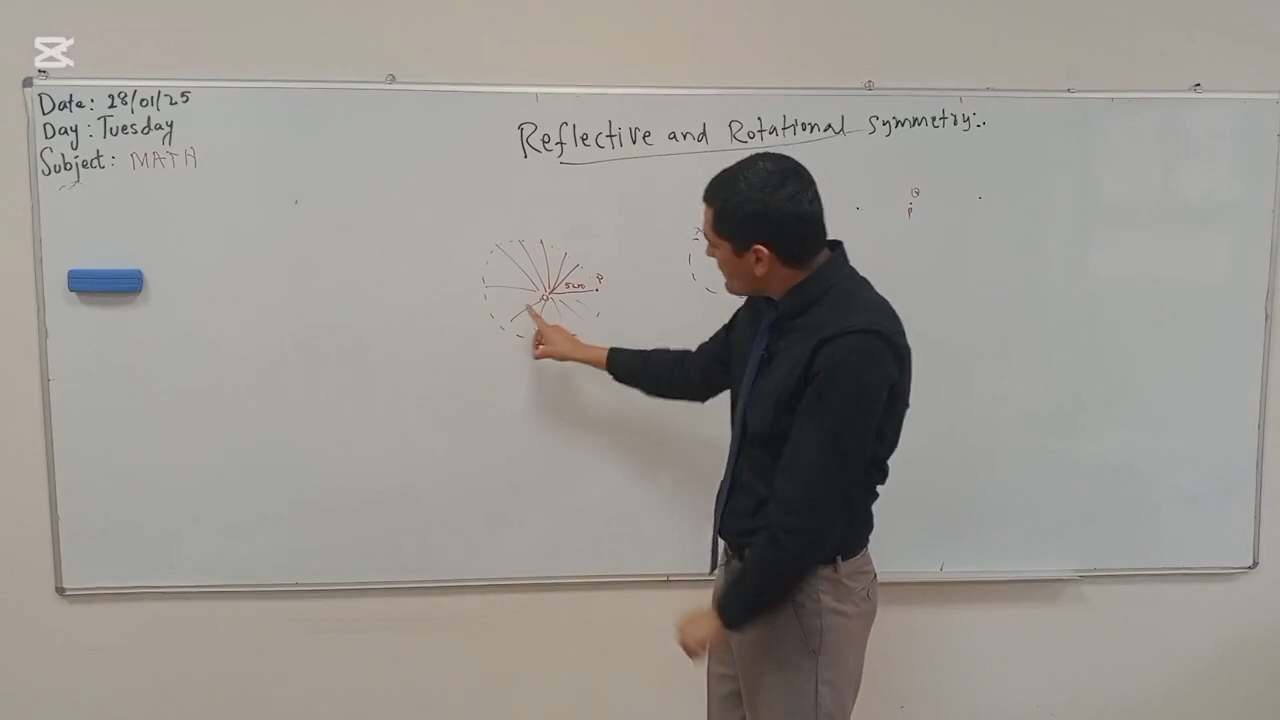 Date: 28/01/25
Day: Tuesday
Subject: MATH
Reflective and Rotational Symmetry:.
Q
P
P
5cm
O